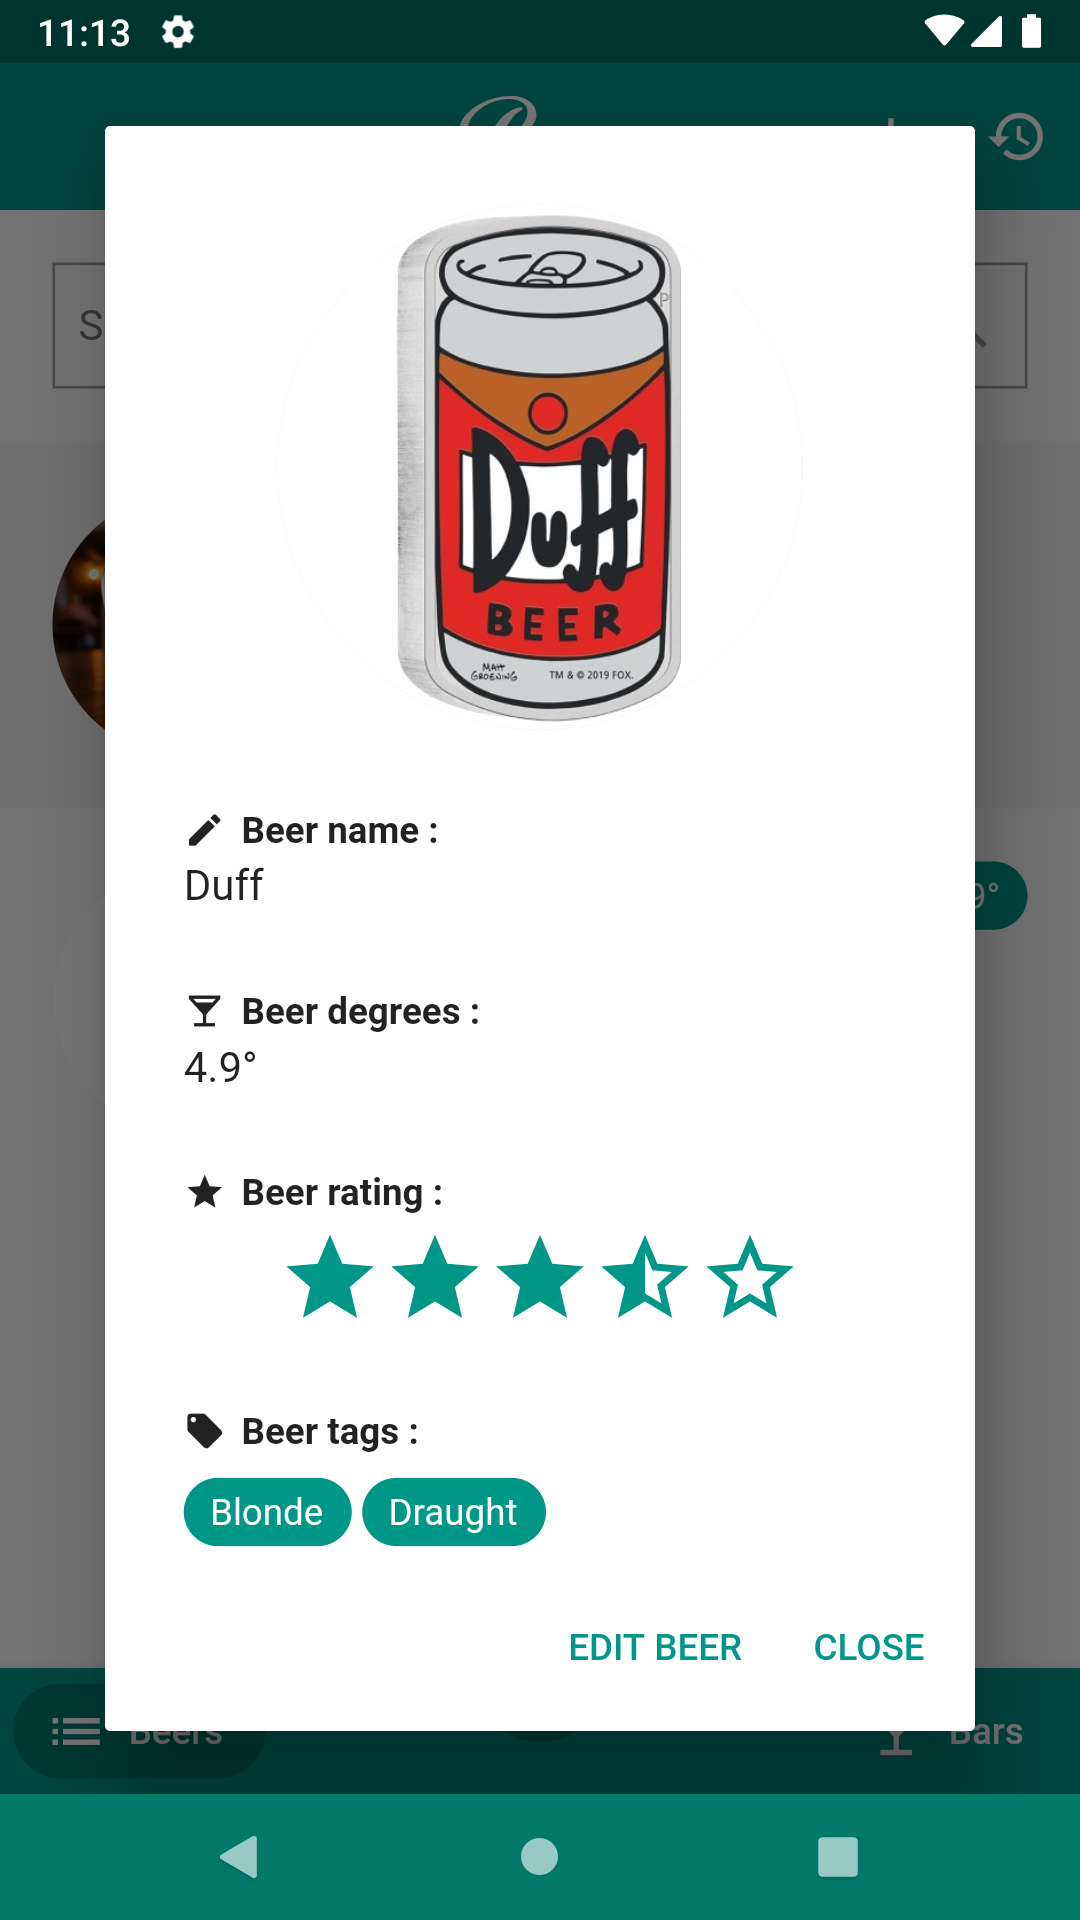 11:13
Duff
BEER
MATT GROENING
TM & © 2019 FOX.
Beer name :
Duff
Beer degrees :
4.9°
Beer rating :
Beer tags :
Blonde Draught
EDIT BEER CLOSE
Beers Bars